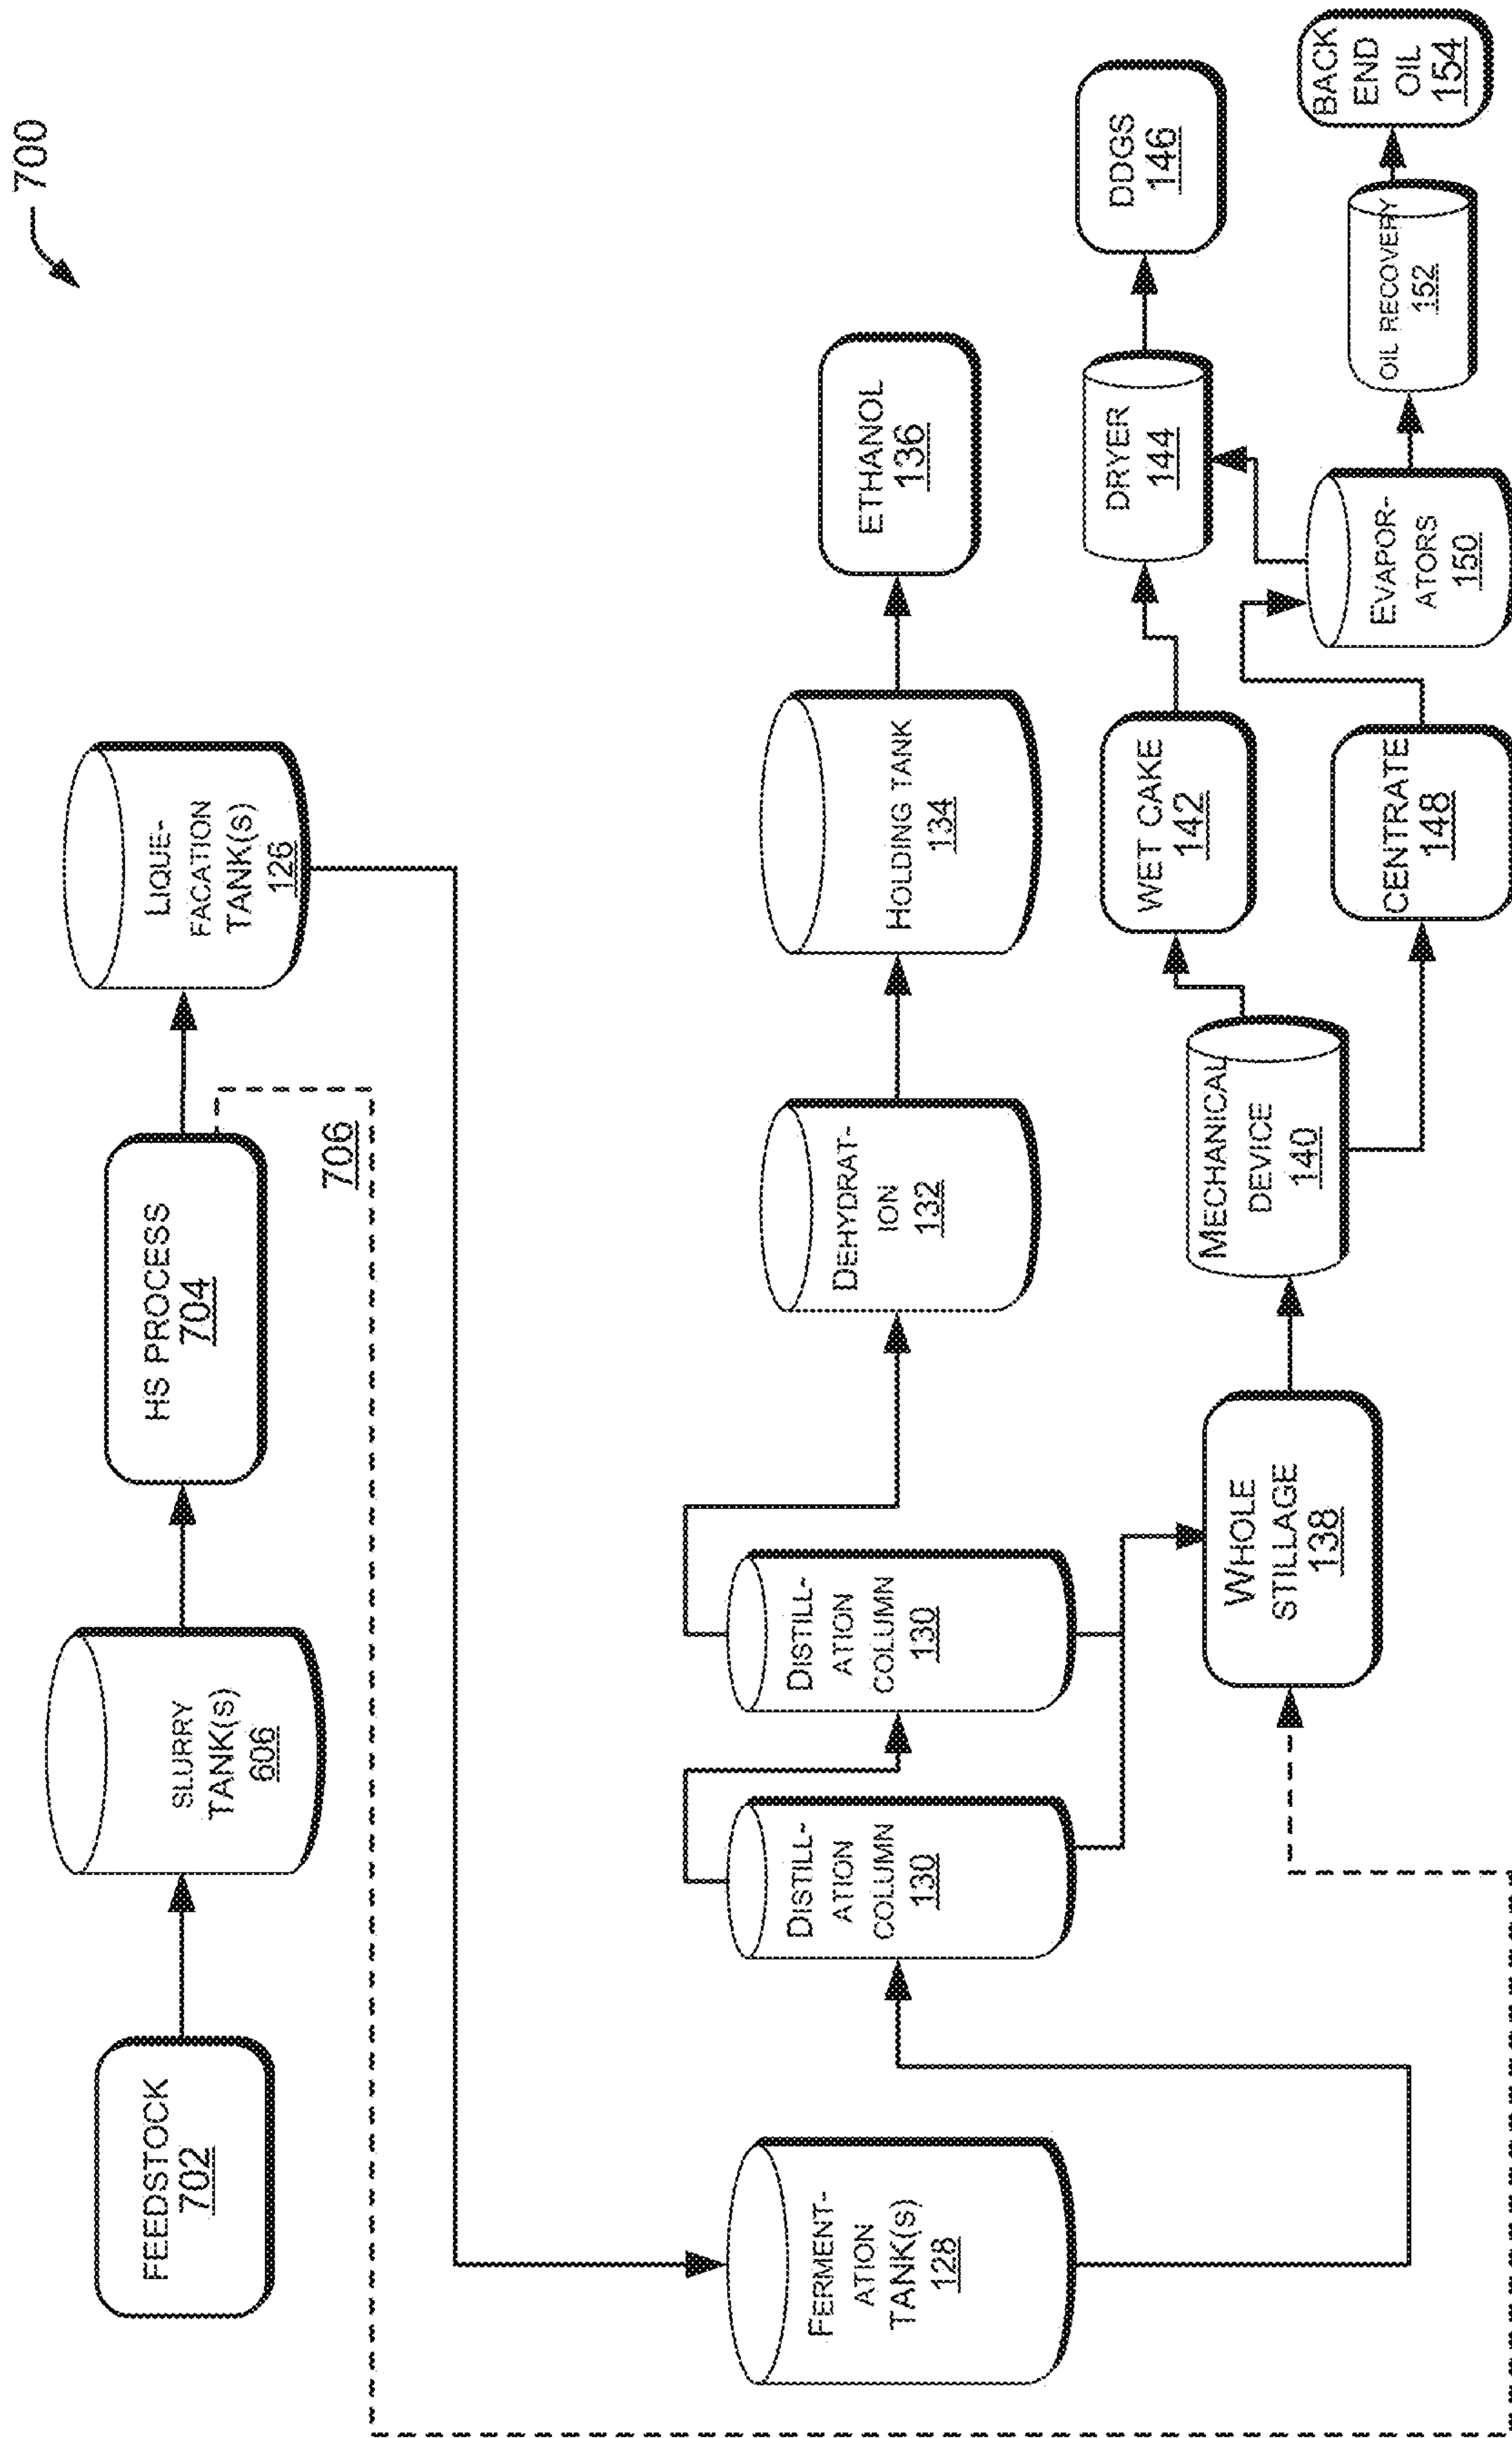 700
FEEDSTOCK
702
SLURRY
TANK(S)
606
HS PROCESS
704
LIQUE-
FACATION
TANK(S)
126
706
FERMENT-
ATION
TANK(S)
128
DISTILL-
ATION
COLUMN
130
DISTILL-
ATION
COLUMN
130
DEHYDRAT-
ION
132
HOLDING TANK
134
ETHANOL
136
WHOLE
STILLAGE
138
MECHANICAL
DEVICE
140
WET CAKE
142
DRYER
144
DDGS
146
CENTRATE
148
EVAPOR-
ATORS
150
OIL RECOVERY
152
BACK
END
OIL
154